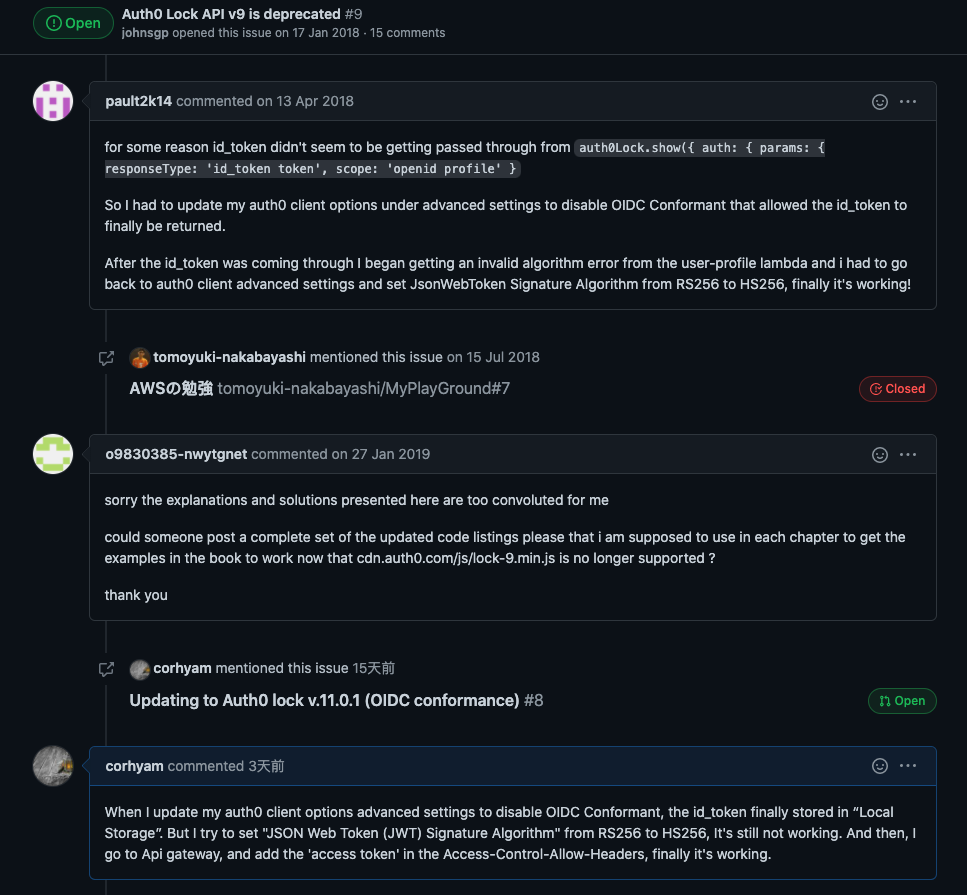 Open
Auth0 Lock API v9 is deprecated #9
johnsgp opened this issue on 17 Jan 2018 · 15 comments
pault2k14 commented on 13 Apr 2018
for some reason id_token didn't seem to be getting passed through from auth0Lock.show({ auth: { params: {
responseType: 'id_token token', scope: 'openid profile' }
So I had to update my auth0 client options under advanced settings to disable OIDC Conformant that allowed the id_token to
finally be returned.
After the id_token was coming through I began getting an invalid algorithm error from the user-profile lambda and i had to go
back to auth0 client advanced settings and set JsonWebToken Signature Algorithm from RS256 to HS256, finally it's working!
tomoyuki-nakabayashi mentioned this issue on 15 Jul 2018
AWSの勉強 tomoyuki-nakabayashi/MyPlayGround#7
Closed
o9830385-nwytgnet commented on 27 Jan 2019
sorry the explanations and solutions presented here are too convoluted for me
could someone post a complete set of the updated code listings please that i am supposed to use in each chapter to get the
examples in the book to work now that cdn.auth0.com/js/lock-9.min.js is no longer supported ?
thank you
corhyam mentioned this issue 15天前
Updating to Auth0 lock v.11.0.1 (OIDC conformance) #8
Open
corhyam commented 3天前
When I update my auth0 client options advanced settings to disable OIDC Conformant, the id_token finally stored in “Local
Storage”. But I try to set "JSON Web Token (JWT) Signature Algorithm" from RS256 to HS256, It's still not working. And then, I
go to Api gateway, and add the 'access token' in the Access-Control-Allow-Headers, finally it's working.